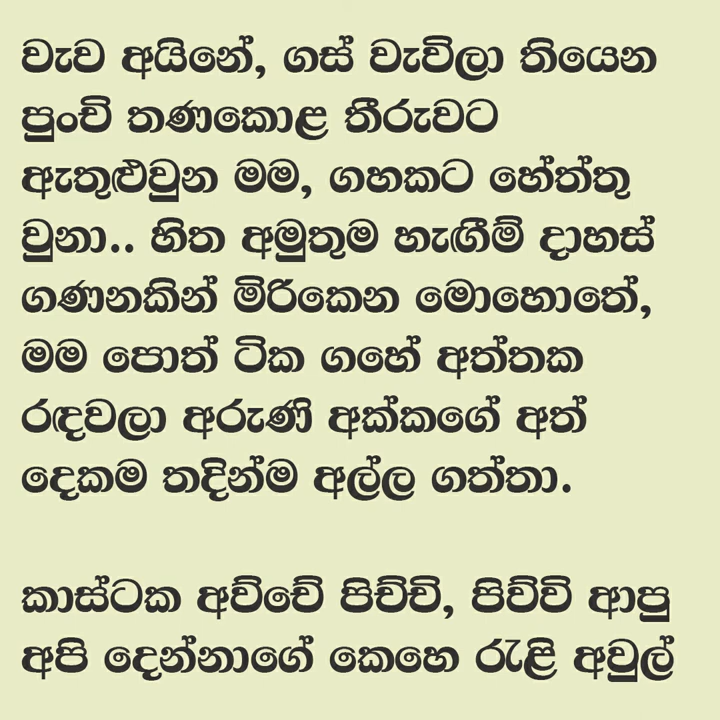 වැව අයිනේ, ගස් වැවිලා තියෙන
පුංචි තණකොළ තීරුවට
ඇතුළුවුන මම, ගහකට හේත්තු
වුනා.. හිත අමුතුම හැඟීම් දාහස්
ගණනකින් මිරිකෙන මොහොතේ,
මම පොත් ටික ගහේ අත්තක
රඳවලා අරුණි අක්කගේ අත්
දෙකම තදින්ම අල්ල ගත්තා.
කාස්ටක අව්වේ පිච්චි, පිච්චි ආපු
අපි දෙන්නාගේ කෙහෙ රැළි අවුල්